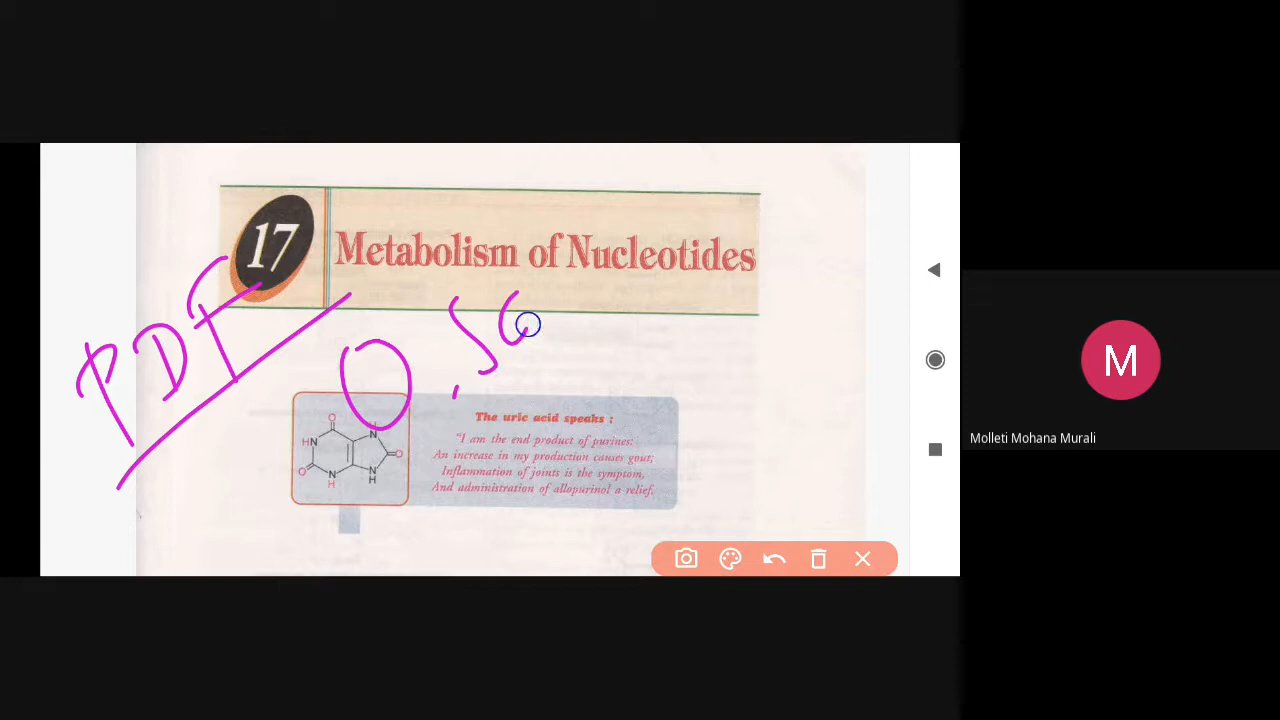 17
Metabolism of Nucleotides
PDF
The uric acid speaks :
"I am the end product of purines;
An increase in my production causes gout;
Inflammation of joints is the symptom,
And administration of allopurinol a relief.
O
HN
N
H
O
O
N
H
N
H
M
Molleti Mohana Murali